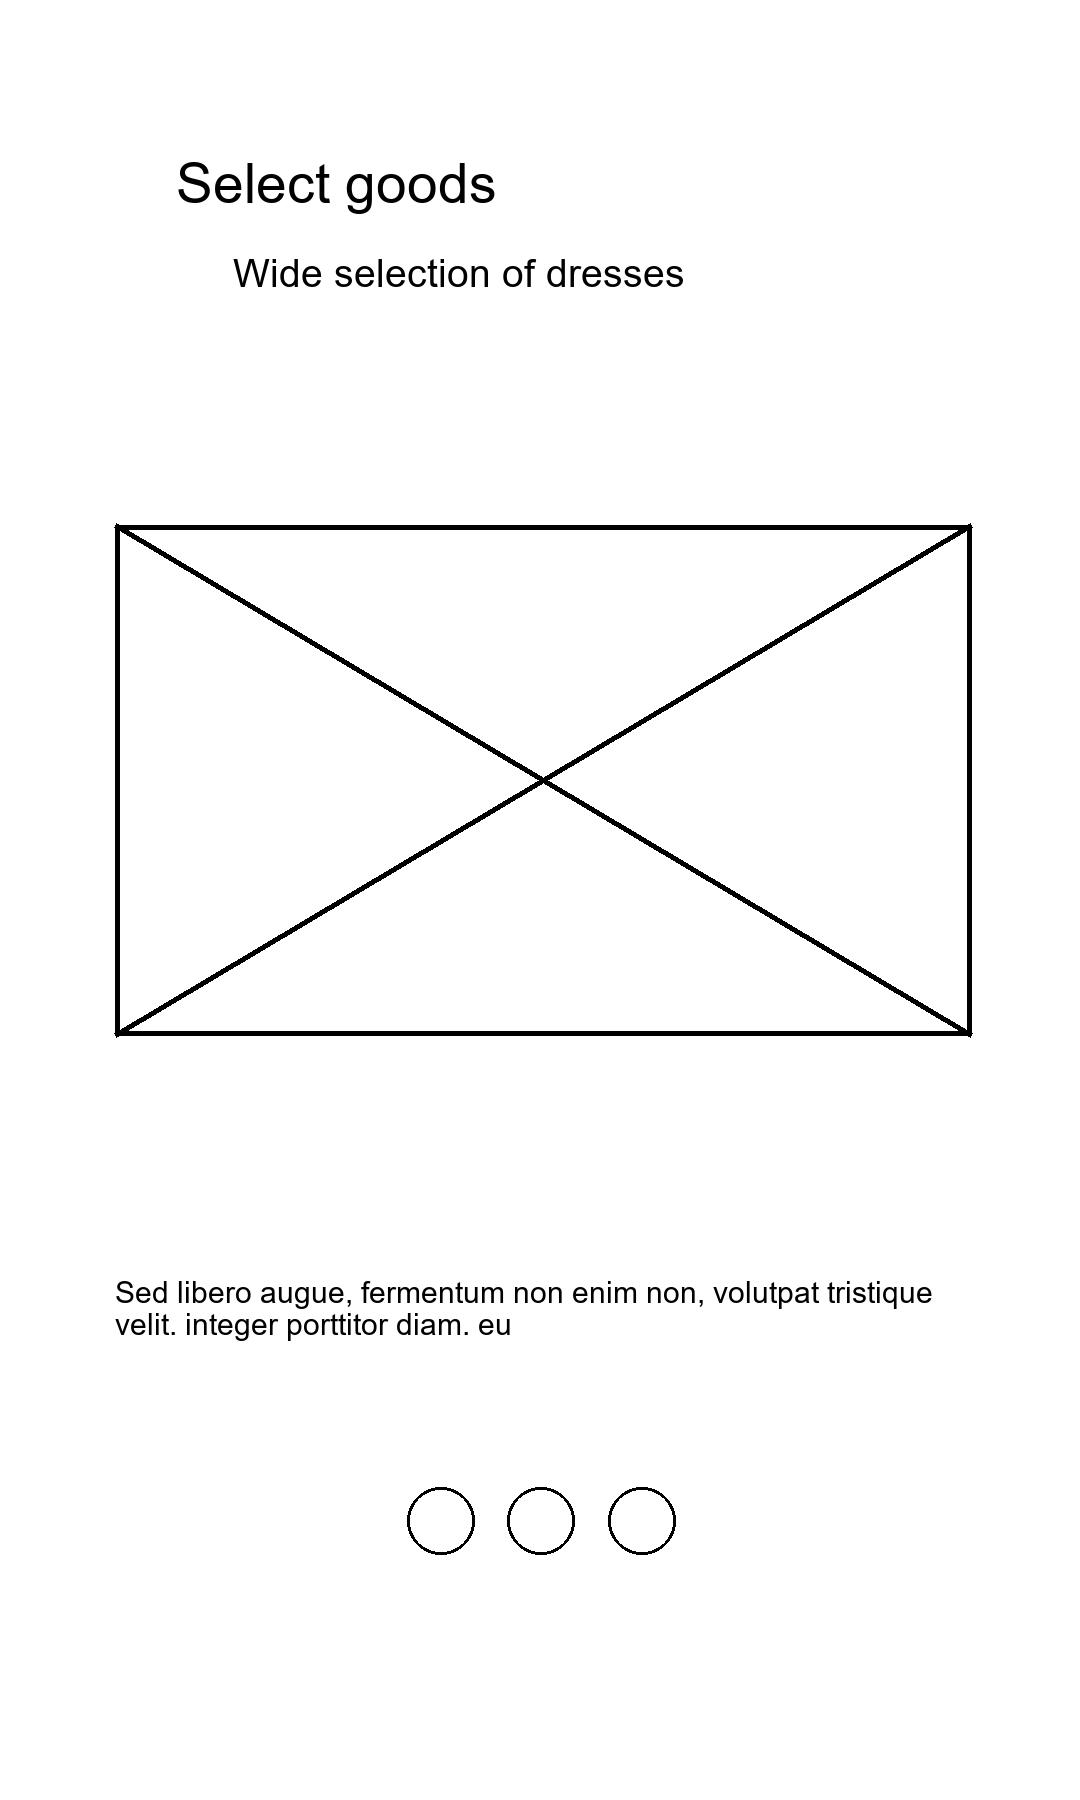 Select goods
Wide selection of dresses
Sed libero augue, fermentum non enim non, volutpat tristique
velit. integer porttitor diam. eu